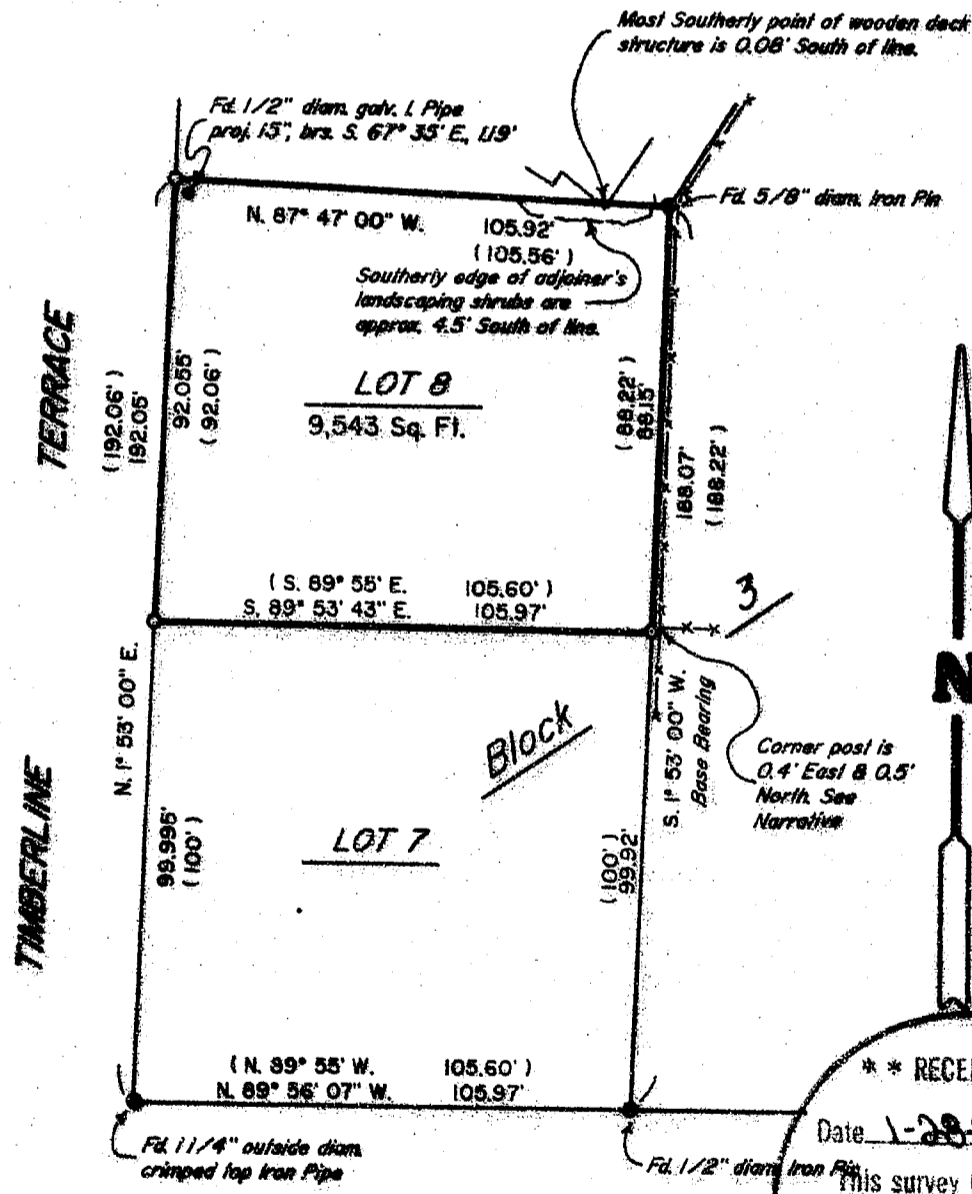 Most Southerly point of wooden deck
structure is 0.08' South of line.
Fd. 1/2" diam. galv. I. Pipe
proj. 15", brs. S. 67° 35' E., 1.19'
Fd. 5/8" diam. Iron Pin
N. 87° 47' 00" W. 105.92'
(105.56')
Southerly edge of adjoiner's
landscaping shrubs are
approx. 4.5' South of line.
TERRACE
(192.06')
192.05'
92.055'
(92.06')
LOT 8
9,543 Sq. Ft.
(88.22')
88.15'
188.07'
(188.22')
(S. 89° 55' E. 105.60')
S. 89° 53' 43" E. 105.97'
3
N
N. 1° 53' 00" E.
Block
S. 1° 53' 00" W.
Base Bearing
Corner post is
0.4' East & 0.5'
North. See
Narrative
TIMBERLINE
99.995'
(100')
LOT 7
(100')
99.92'
(N. 89° 55' W. 105.60')
N. 89° 56' 07" W. 105.97'
Fd. 1 1/4" outside diam.
crimped top Iron Pipe
Fd. 1/2" diam. Iron Pin
* * RECEI
Date 1-28-
This survey